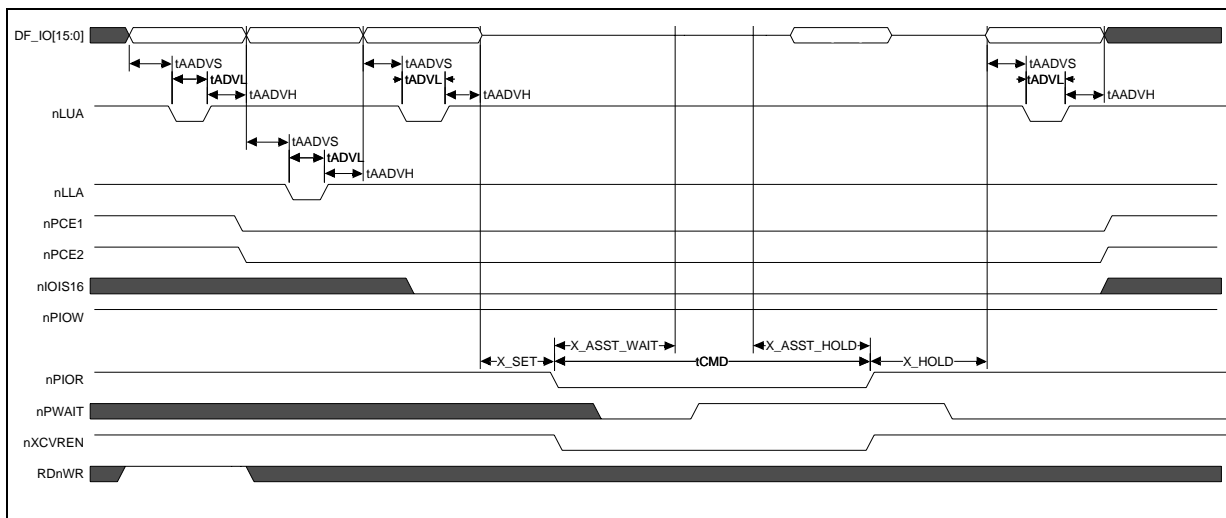 DF_IO[15:0]
tAADVS tAADVS tAADVS
tADVL tADVL tADVL
tAADVH tAADVH tAADVH
nLUA
tAADVS
tADVL
tAADVH
nLLA
nPCE1
nPCE2
nIOIS16
nPIOW
X_ASST_WAIT X_ASST_HOLD
X_SET tCMD X_HOLD
nPIOR
nPWAIT
nXCVREN
RDnWR